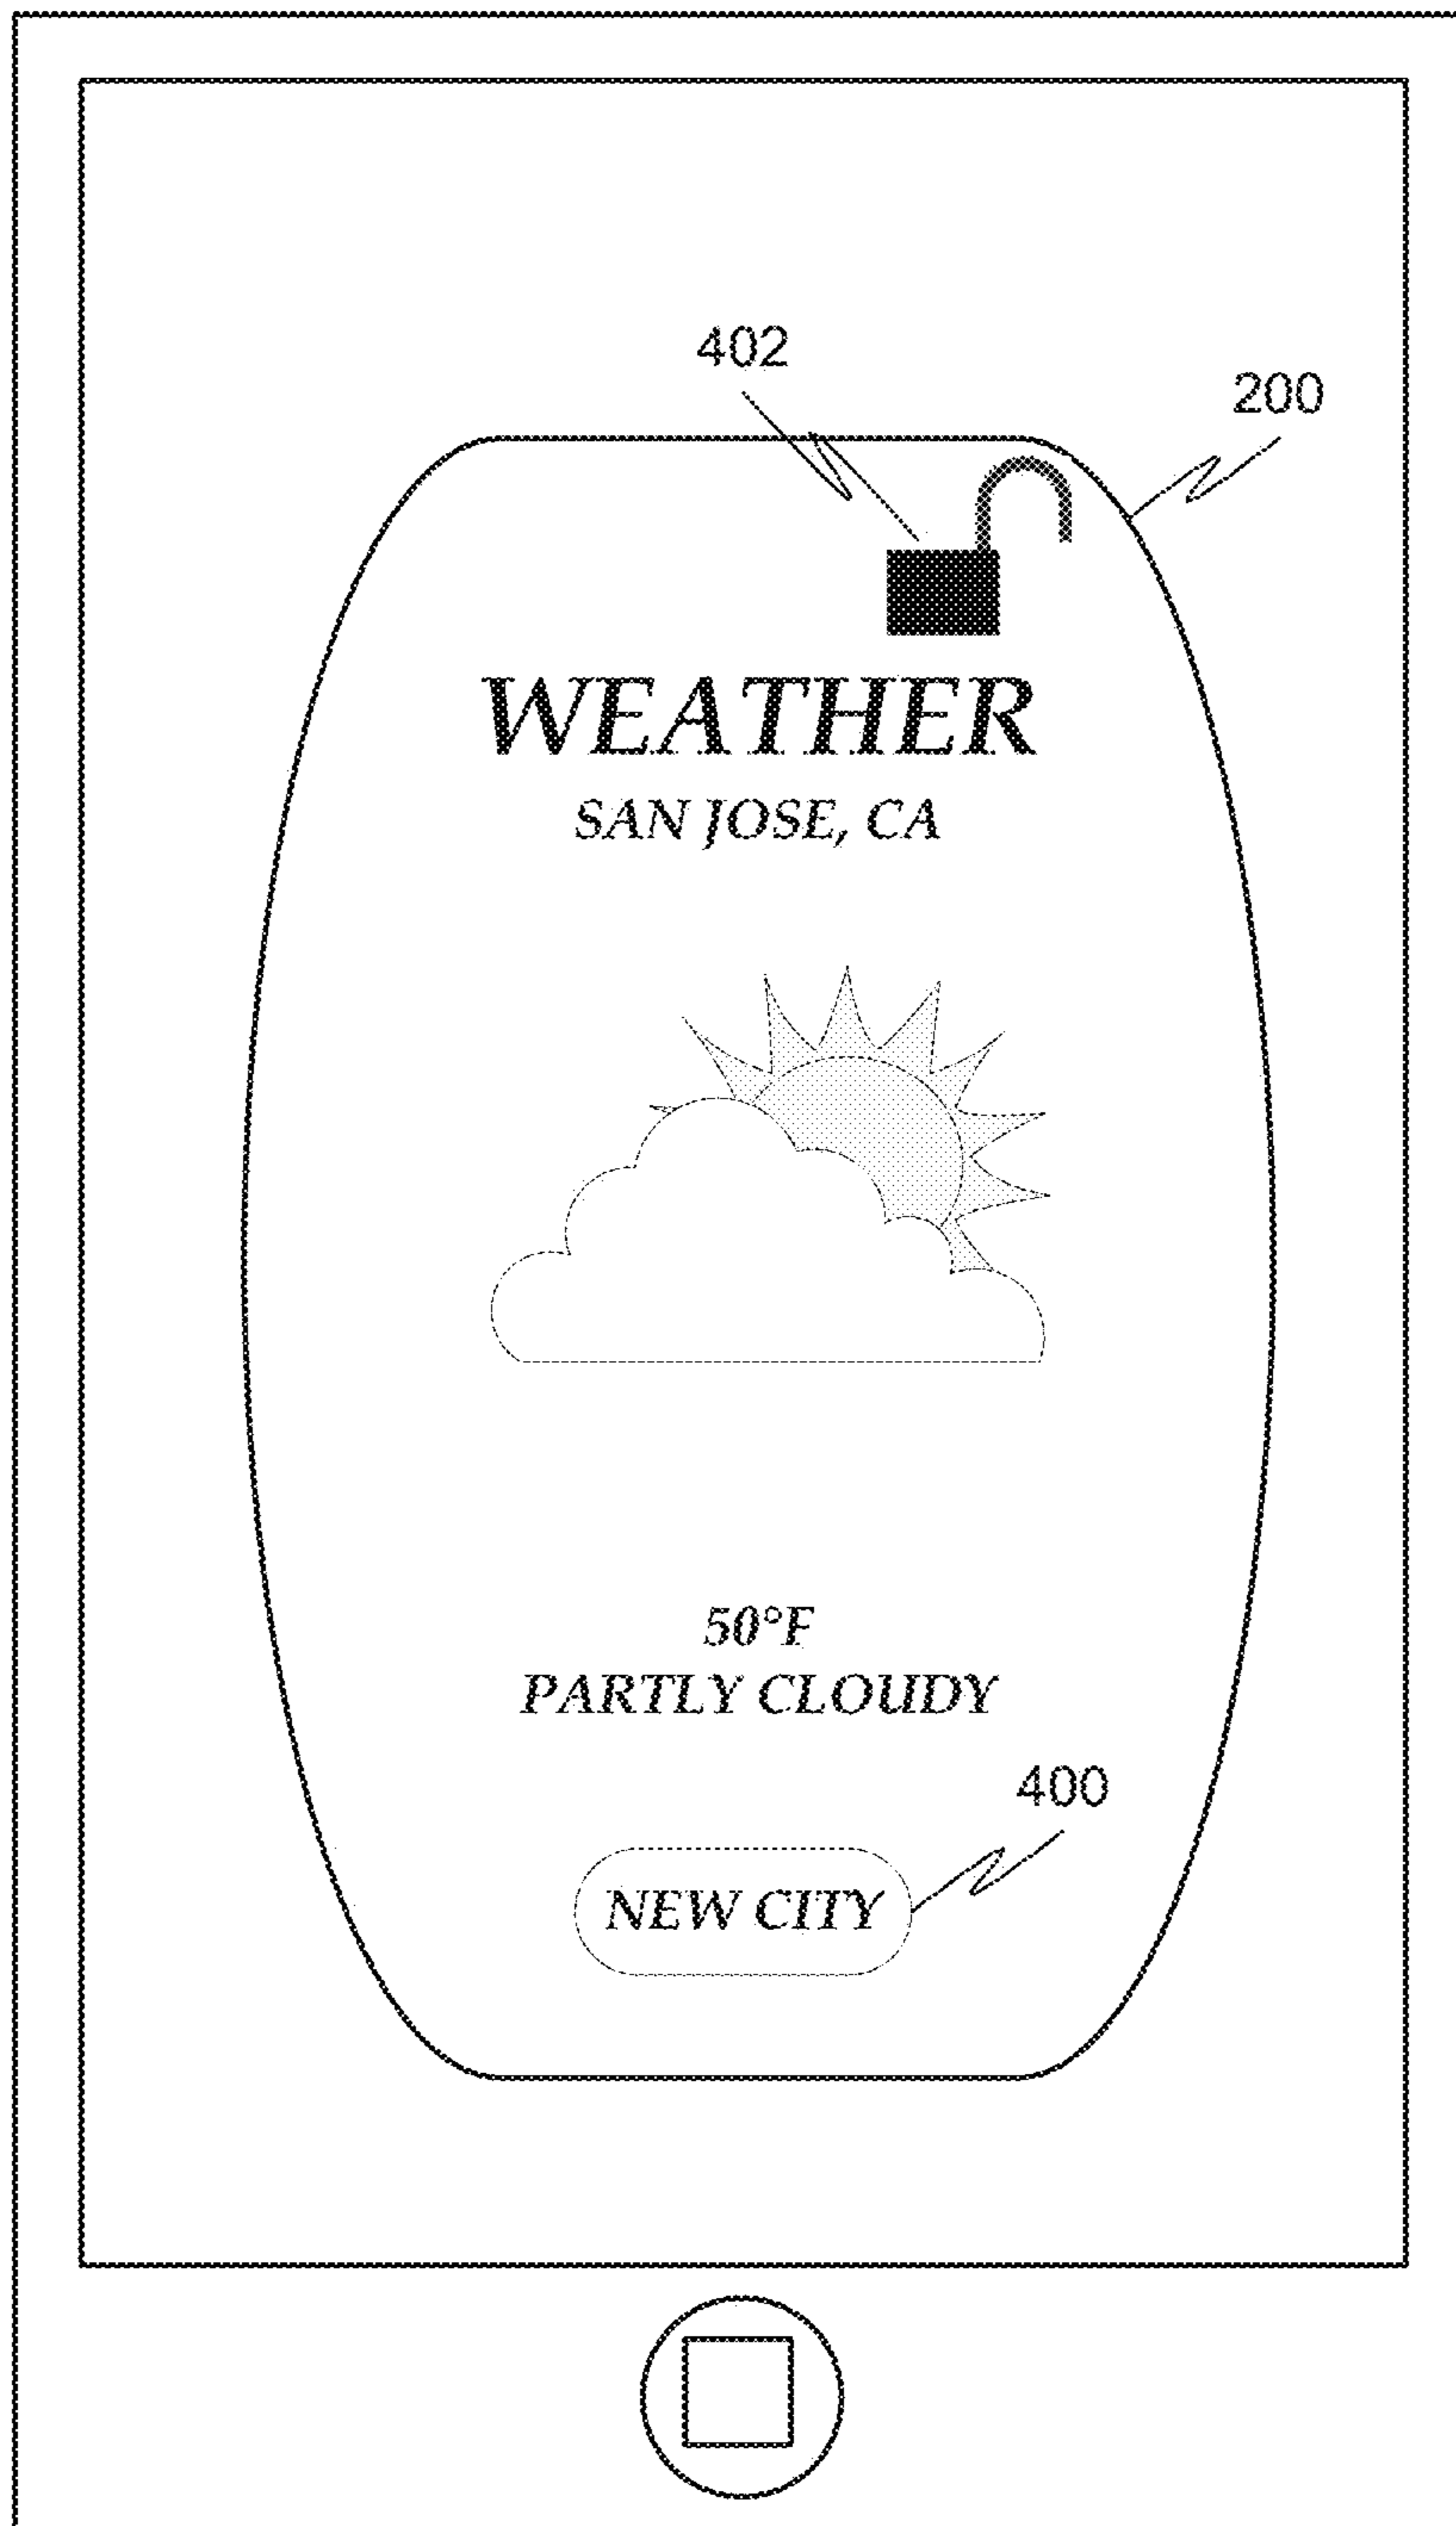 402
200
WEATHER
SAN JOSE, CA
50°F
PARTLY CLOUDY
400
NEW CITY